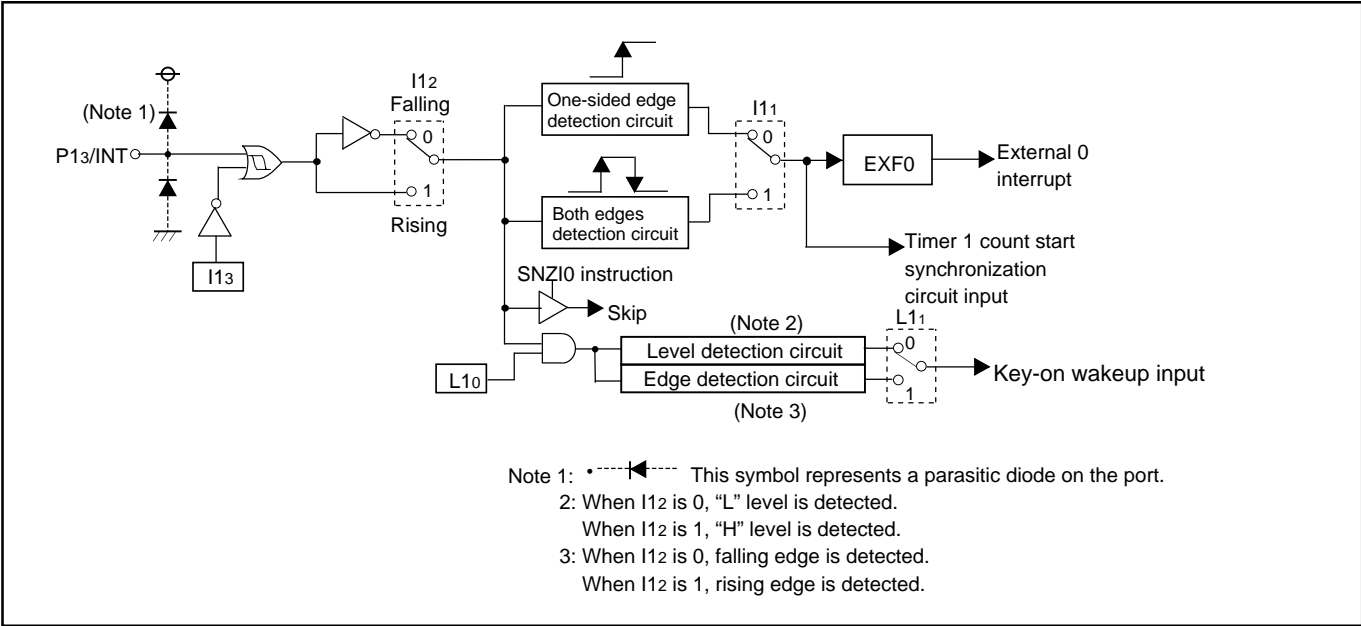 I12
Falling
0
1
Rising
(Note 1)
P13/INT
I13
One-sided edge
detection circuit
Both edges
detection circuit
I11
0
1
EXF0
External 0
interrupt
Timer 1 count start
synchronization
circuit input
SNZI0 instruction
Skip
(Note 2)
L10
Level detection circuit
Edge detection circuit
(Note 3)
L11
0
1
Key-on wakeup input
Note 1: This symbol represents a parasitic diode on the port.
2: When I12 is 0, “L” level is detected.
When I12 is 1, “H” level is detected.
3: When I12 is 0, falling edge is detected.
When I12 is 1, rising edge is detected.